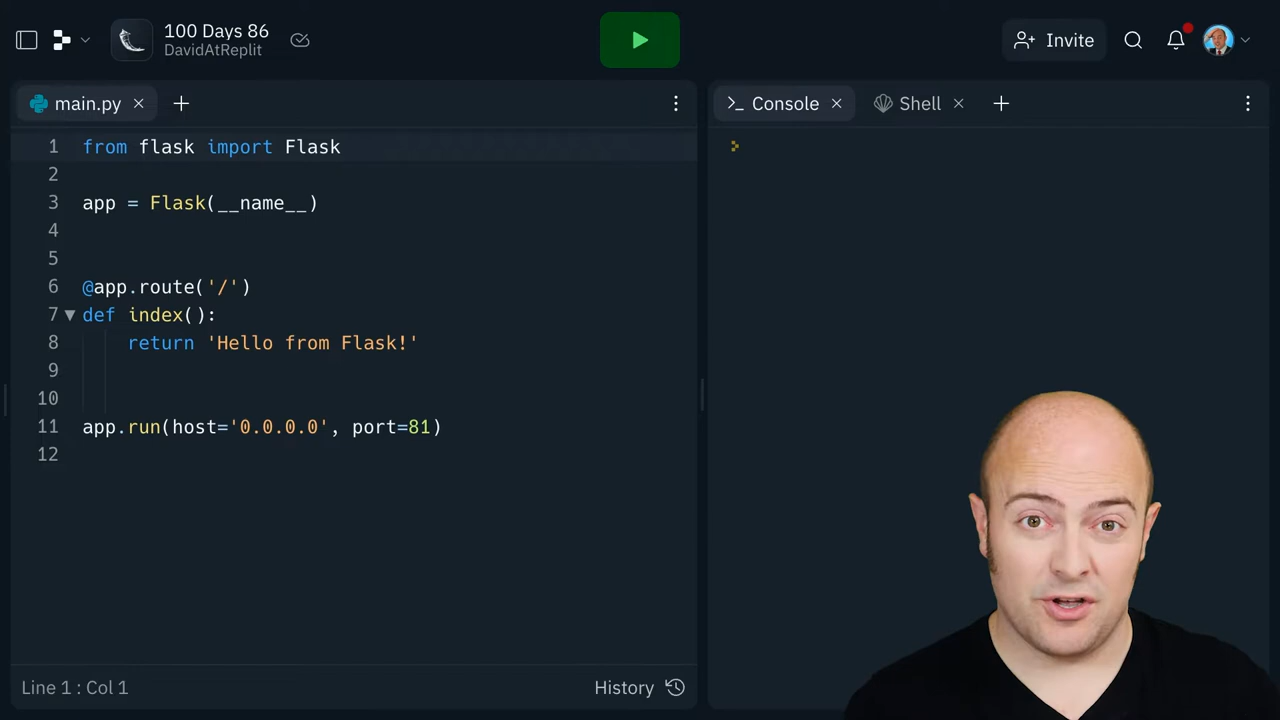 100 Days 86
DavidAtReplit
Invite
main.py
Console
Shell
1 from flask import Flask
2
3 app = Flask(__name__)
4
5
6 @app.route('/')
7 def index():
8 return 'Hello from Flask!'
9
10
11 app.run(host='0.0.0.0', port=81)
12
Line 1 : Col 1
History